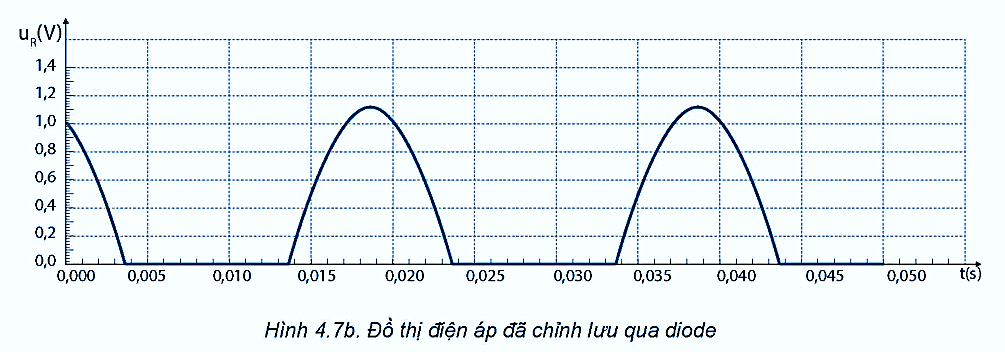 u_R(V)
1,4
1,2
1,0
0,8
0,6
0,4
0,2
0,0
0,000 0,005 0,010 0,015 0,020 0,025 0,030 0,035 0,040 0,045 0,050 t(s)
Hình 4.7b. Đồ thị điện áp đã chỉnh lưu qua diode